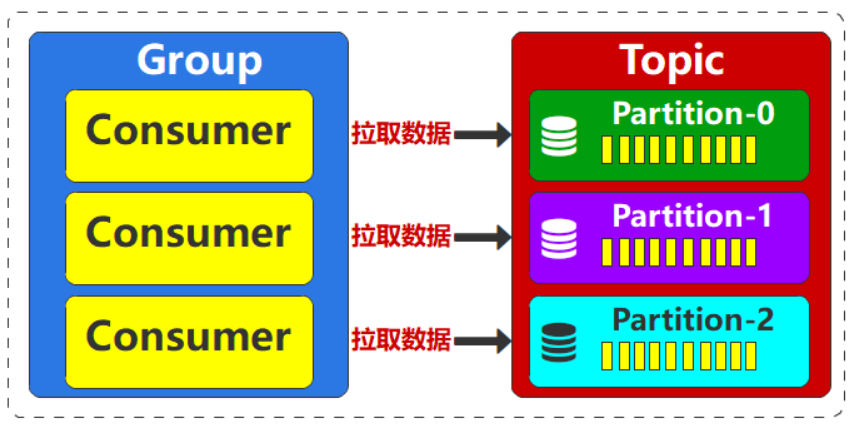 Group
Topic
Consumer
拉取数据
Partition-0
Consumer
拉取数据
Partition-1
Consumer
拉取数据
Partition-2